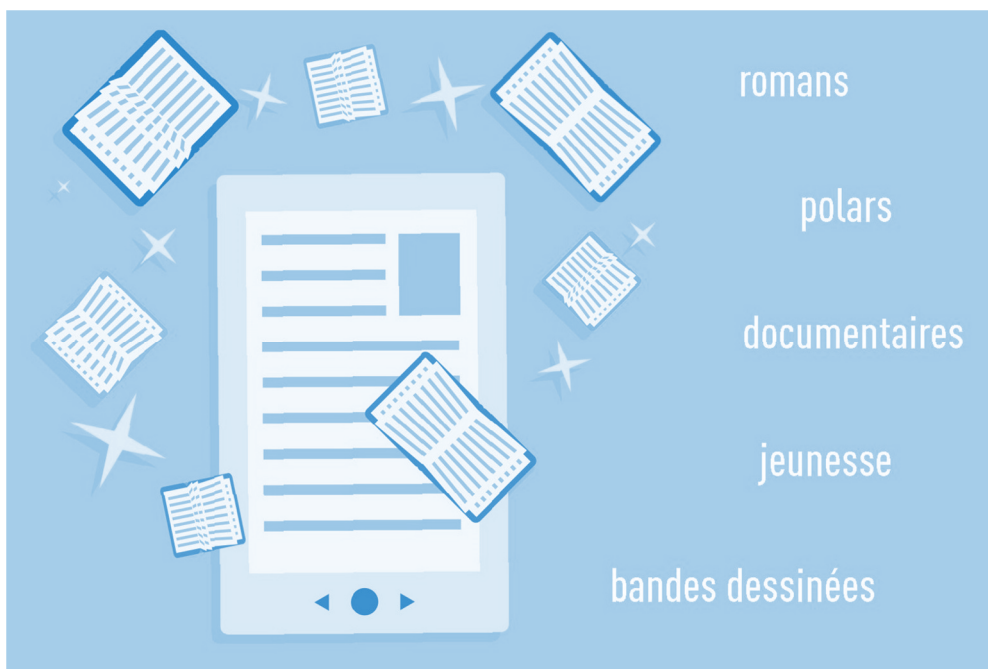 romans
polars
documentaires
jeunesse
bandes dessinées